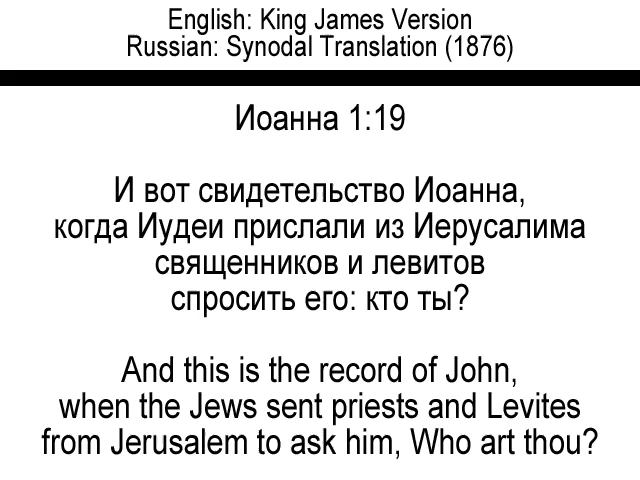 English: King James Version
Russian: Synodal Translation (1876)
Иоанна 1:19
И вот свидетельство Иоанна,
когда Иудеи прислали из Иерусалима
священников и левитов
спросить его: кто ты?
And this is the record of John,
when the Jews sent priests and Levites
from Jerusalem to ask him, Who art thou?